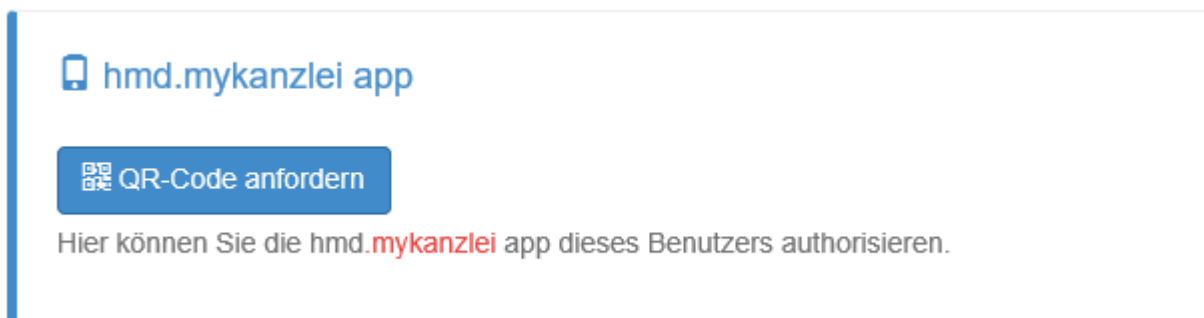 hmd.mykanzlei app
QR-Code anfordern
Hier können Sie die hmd.mykanzlei app dieses Benutzers authorisieren.